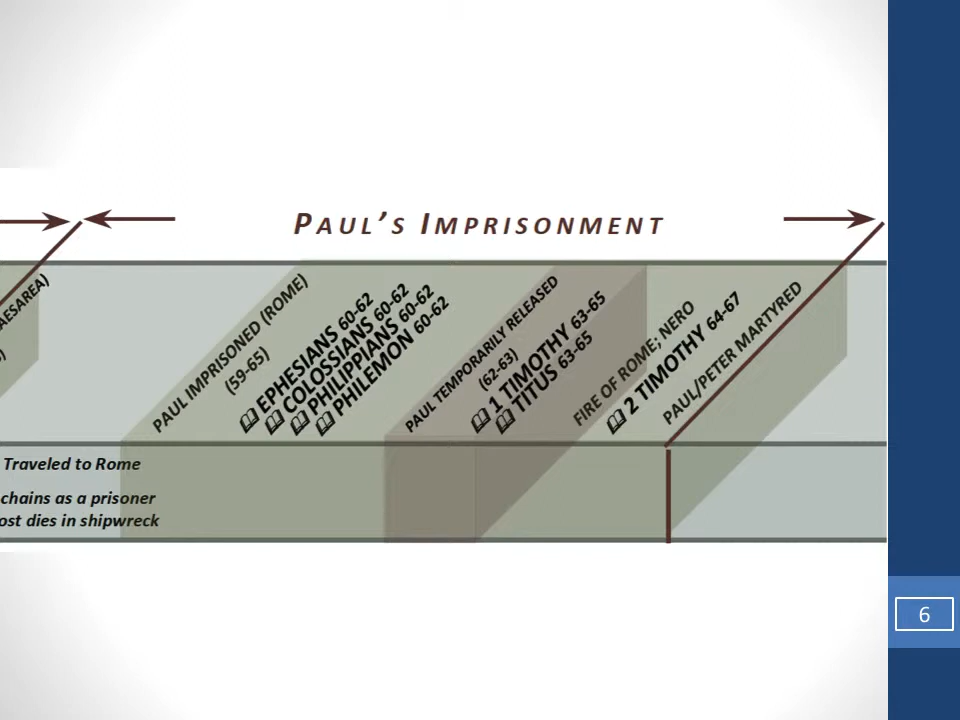 PAUL'S IMPRISONMENT
PAUL IMPRISONED (ROME)
(59-65)
EPHESIANS 60-62
COLOSSIANS 60-62
PHILIPPIANS 60-62
PHILEMON 60-62
PAUL TEMPORARILY RELEASED
(62-63)
1 TIMOTHY 63-65
TITUS 63-65
FIRE OF ROME; NERO
2 TIMOTHY 64-67
PAUL/PETER MARTYRED
Traveled to Rome
chains as a prisoner
ost dies in shipwreck
6